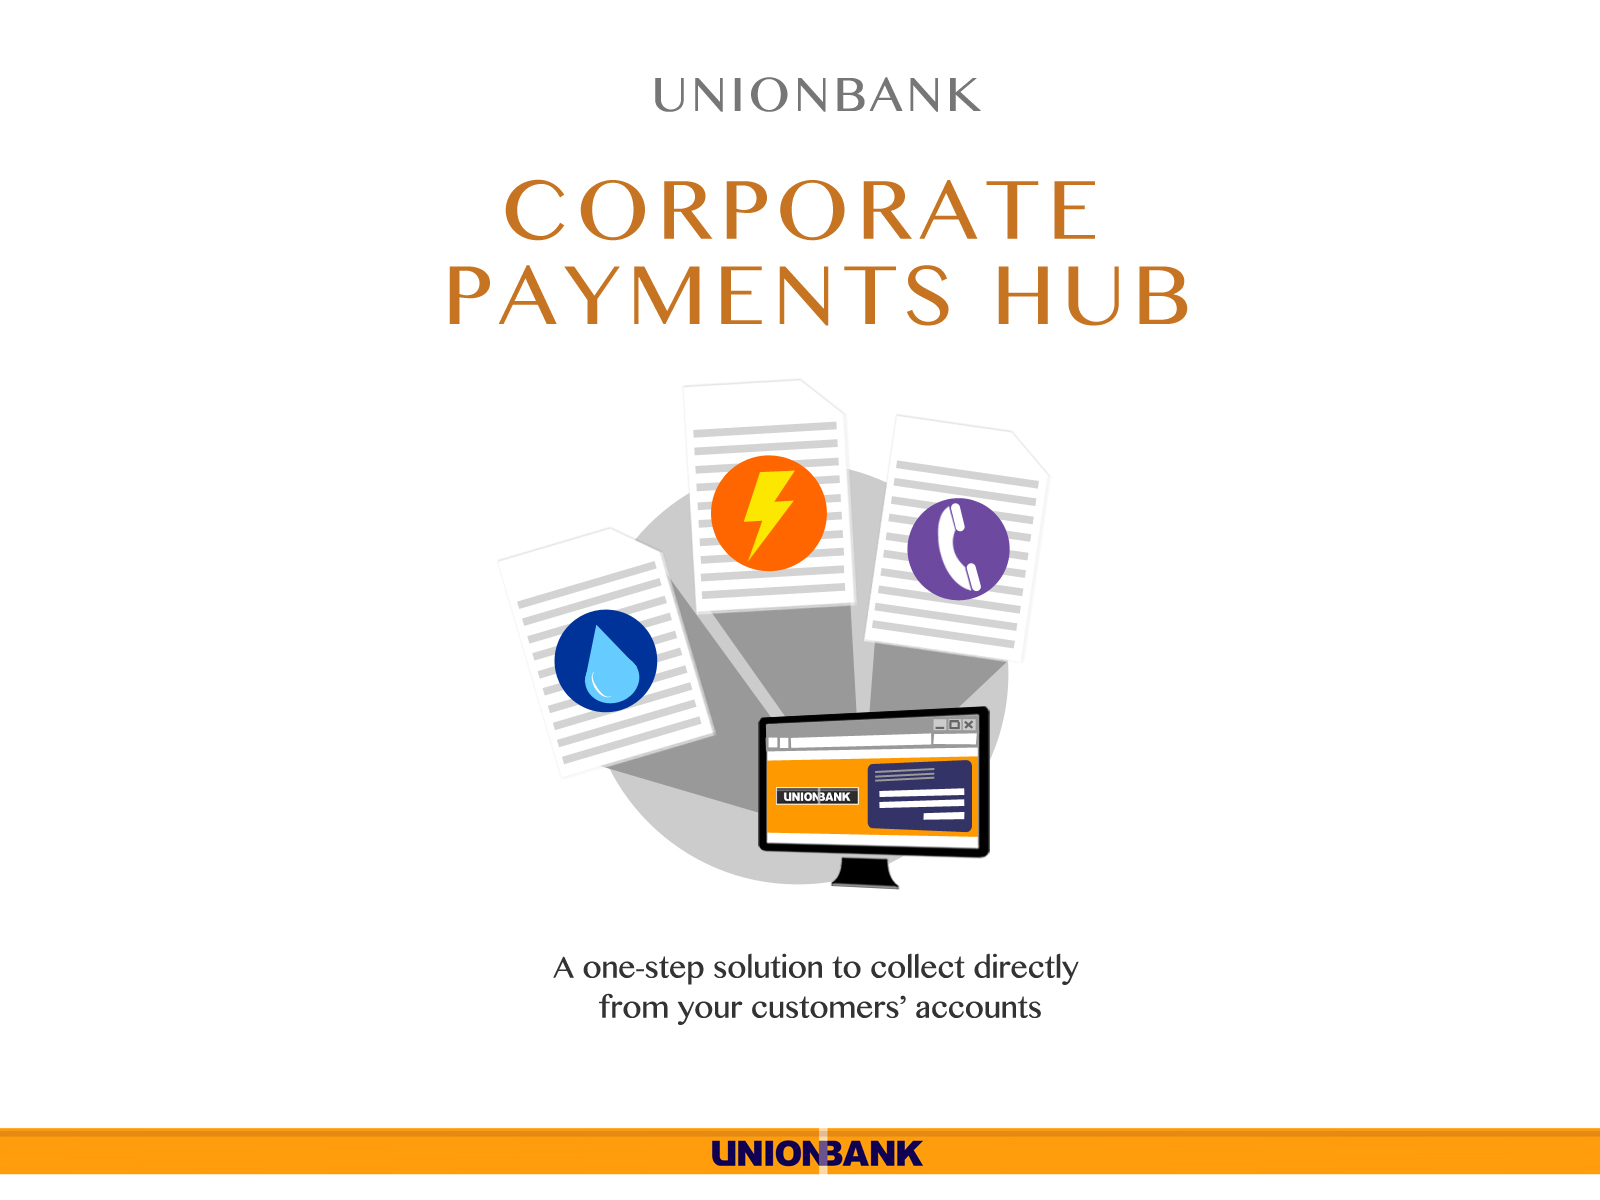 UNIONBANK
CORPORATE
PAYMENTS HUB
UNIONBANK
A one-step solution to collect directly
from your customers’ accounts
UNIONBANK